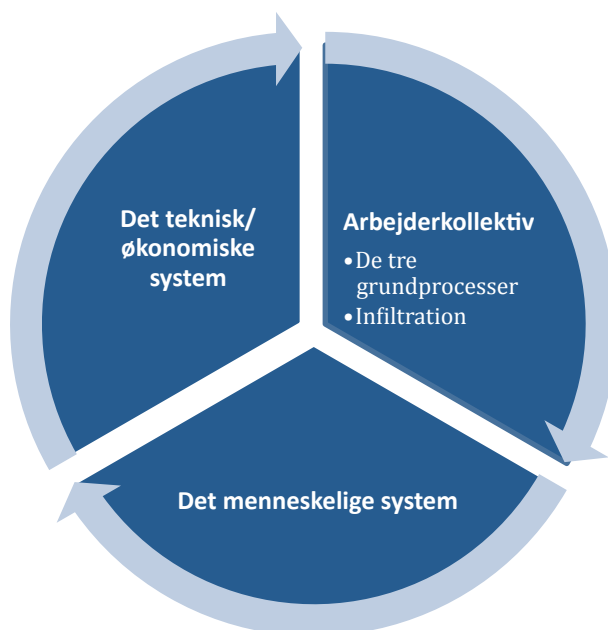 Det teknisk/
økonomiske
system
Arbejderkollektiv
•De tre
grundprocesser
•Infiltration
Det menneskelige system